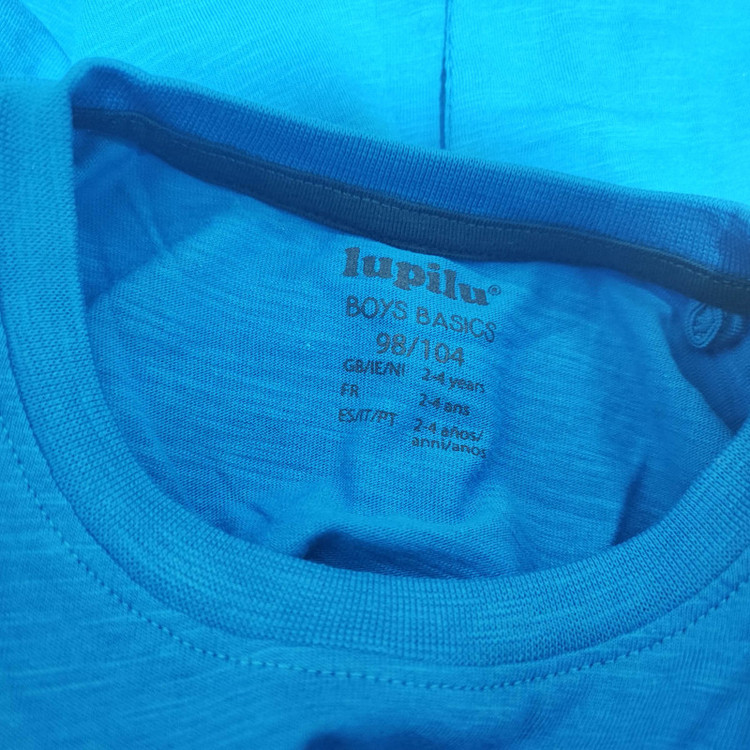 lupilu®
BOYS BASICS
98/104
GB/IE/NI 2-4 years
FR 2-4 ans
ES/IT/PT 2-4 años/
anni/anos